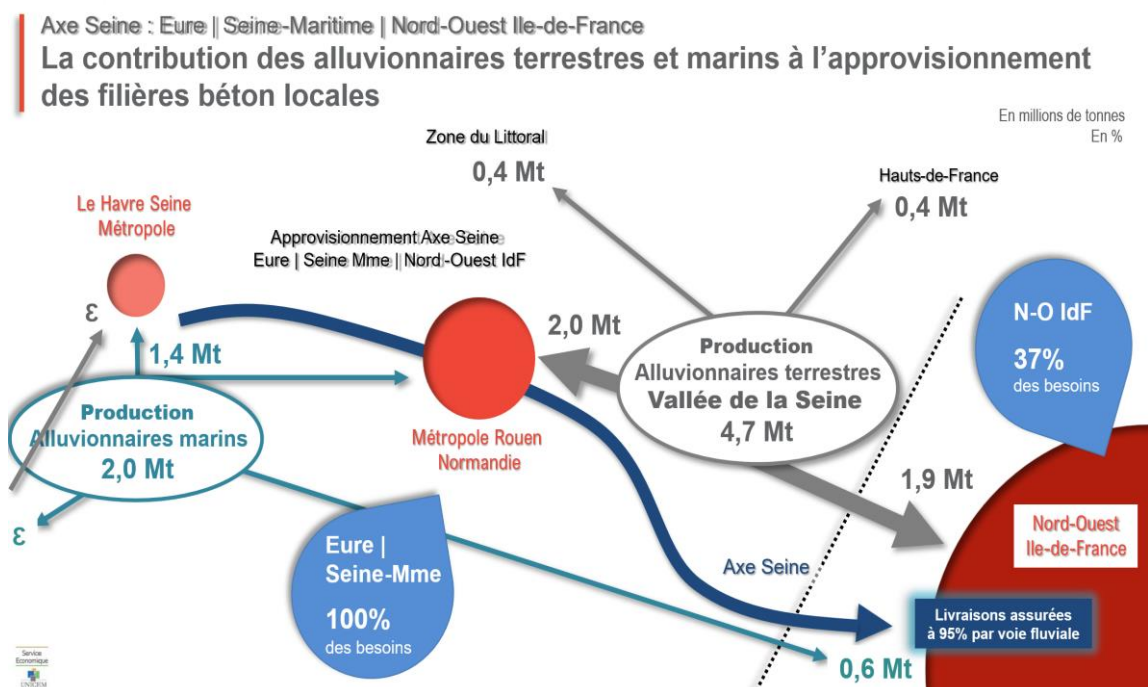 Axe Seine : Eure | Seine-Maritime | Nord-Ouest Ile-de-France
La contribution des alluvionnaires terrestres et marins à l'approvisionnement
des filières béton locales
En millions de tonnes
En %
Zone du Littoral
0,4 Mt
Hauts-de-France
0,4 Mt
Le Havre Seine
Métropole
Approvisionnement Axe Seine
Eure | Seine Mme | Nord-Ouest IdF
ε
1,4 Mt
2,0 Mt
Production
Alluvionnaires terrestres
Vallée de la Seine
4,7 Mt
N-O IdF
37%
des besoins
Production
Alluvionnaires marins
2,0 Mt
Métropole Rouen
Normandie
1,9 Mt
Nord-Ouest
Ile-de-France
ε
Eure |
Seine-Mme
100%
des besoins
Axe Seine
Livraisons assurées
à 95% par voie fluviale
0,6 Mt
Service
Economique
UNICEM